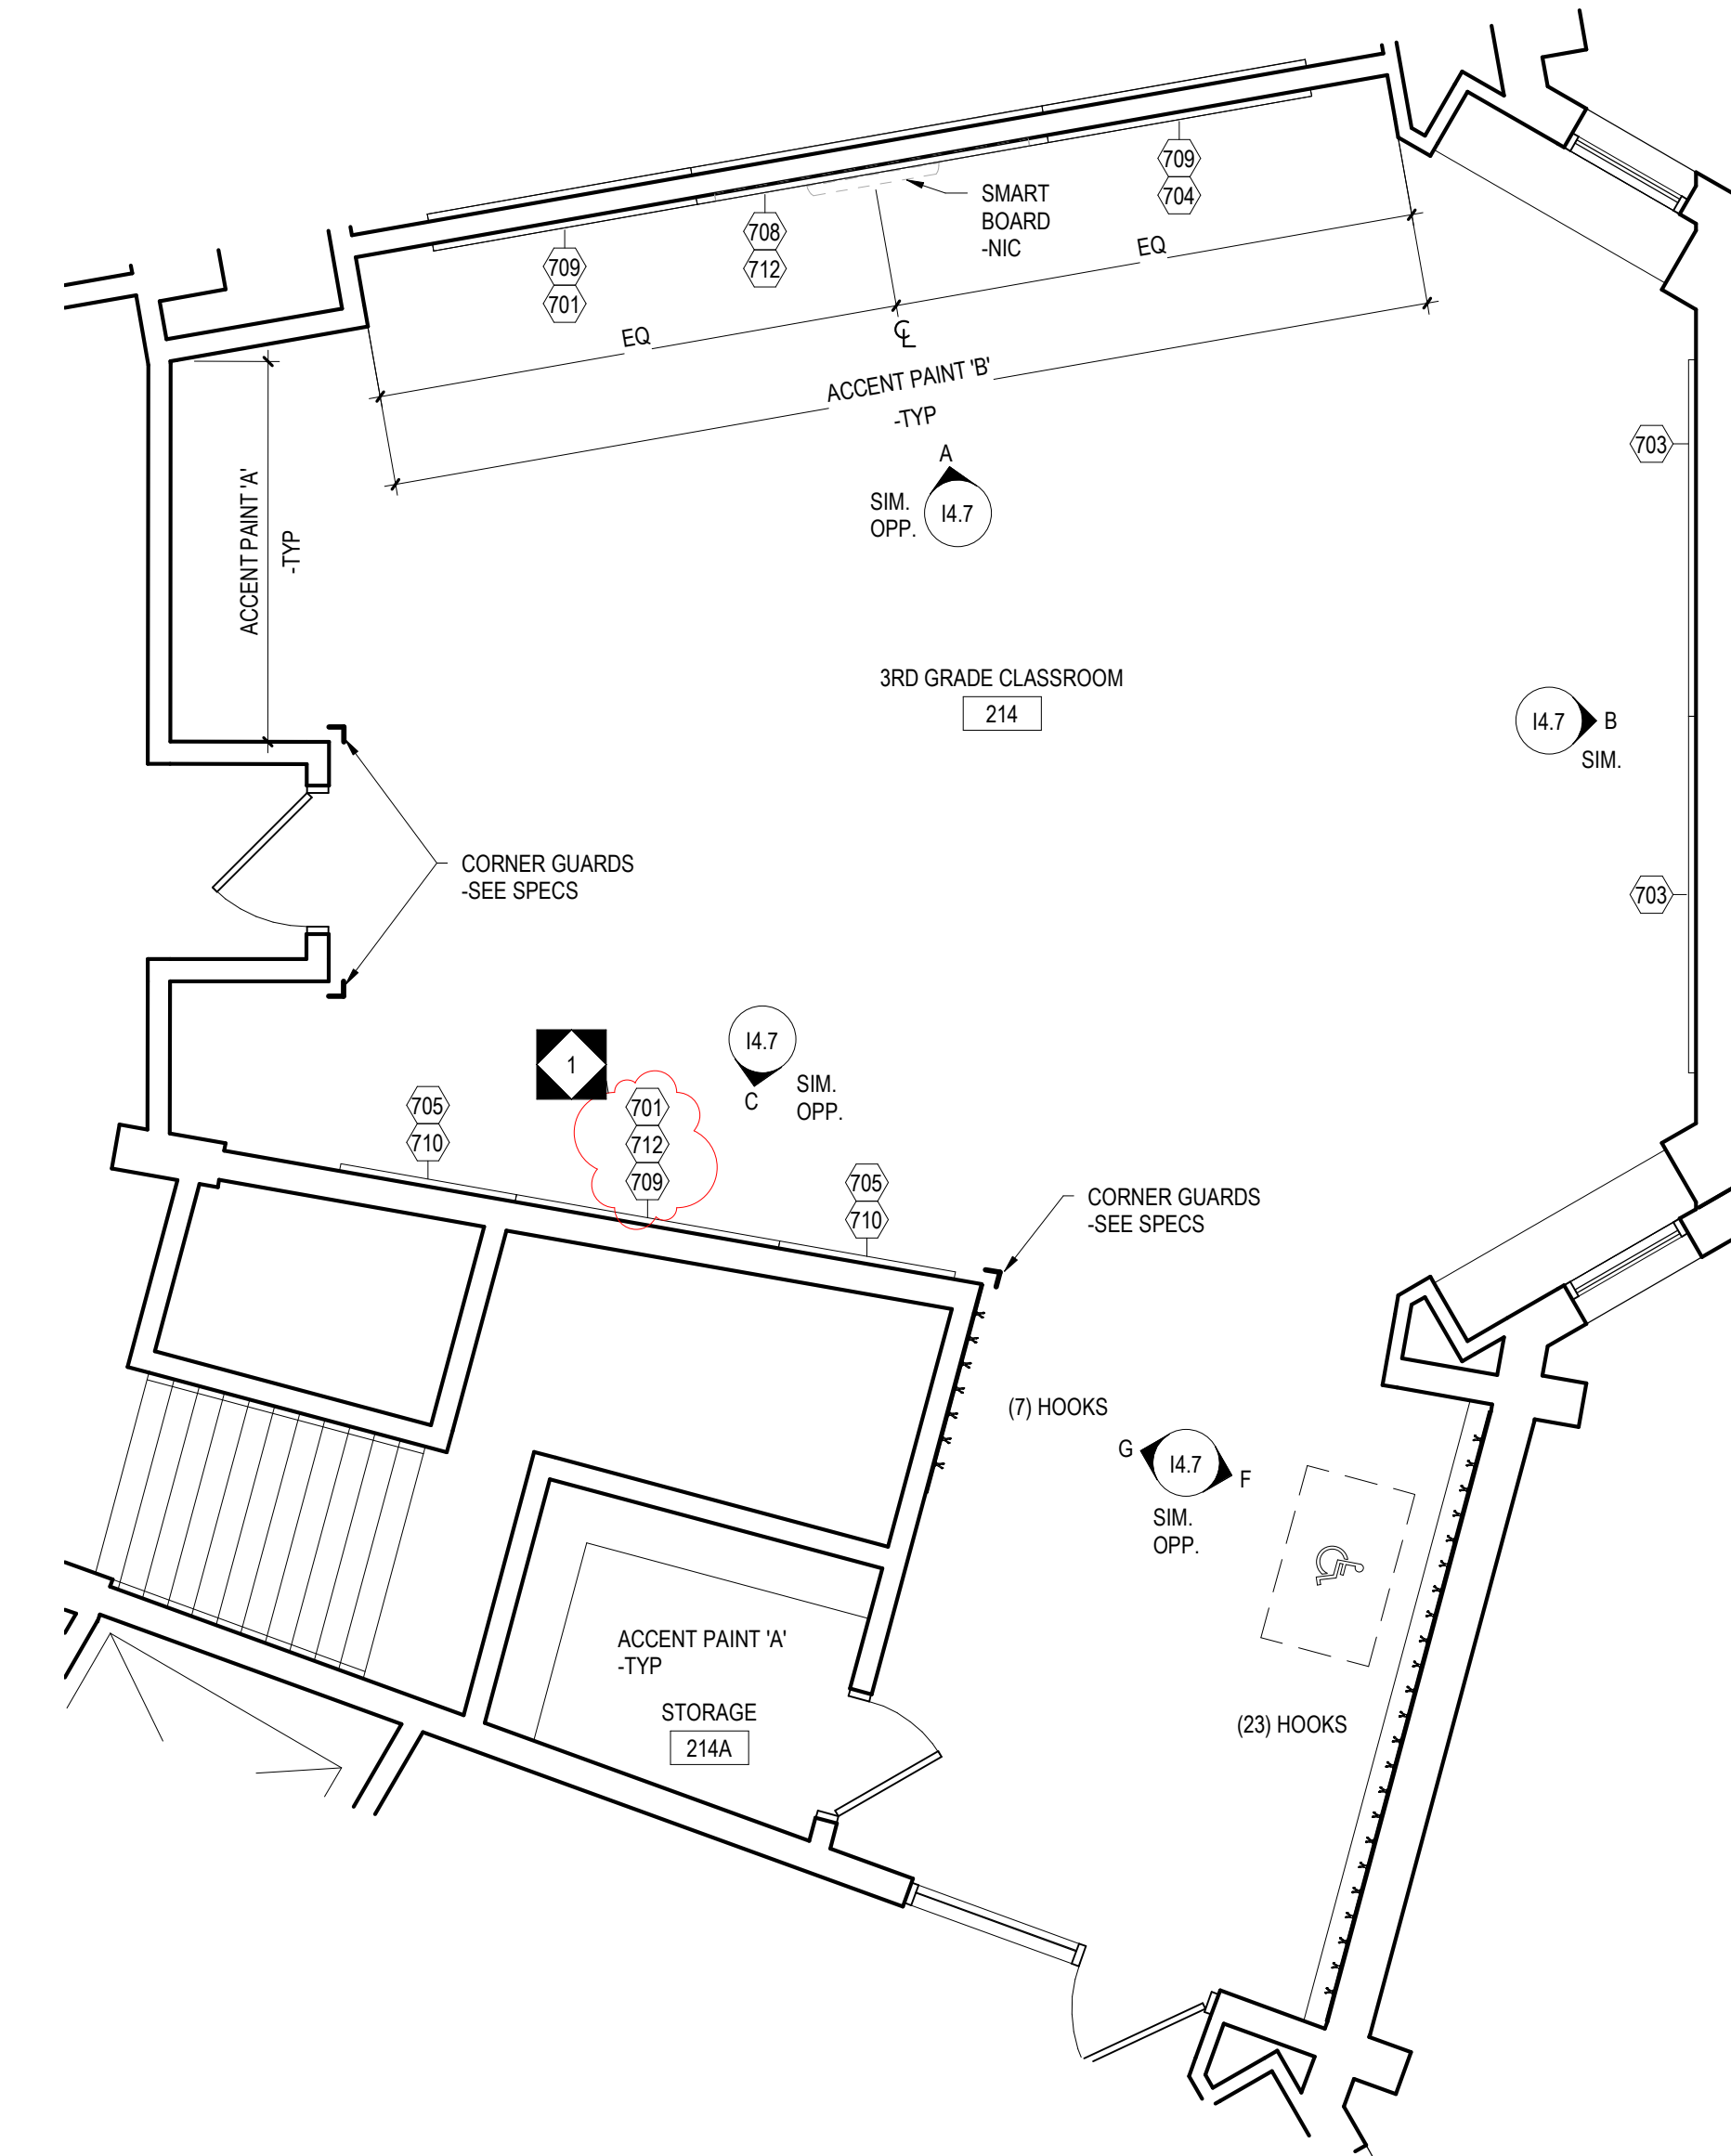 709
704
SMART
BOARD
-NIC
708
712
709
701
EQ
EQ
CL
ACCENT PAINT 'B'
-TYP
ACCENT PAINT 'A'
-TYP
703
A
SIM.
OPP.
I4.7
3RD GRADE CLASSROOM
214
I4.7
B
SIM.
CORNER GUARDS
-SEE SPECS
703
1
I4.7
C
SIM.
OPP.
705
710
701
712
709
705
710
CORNER GUARDS
-SEE SPECS
(7) HOOKS
G
I4.7
F
SIM.
OPP.
ACCENT PAINT 'A'
-TYP
STORAGE
214A
(23) HOOKS